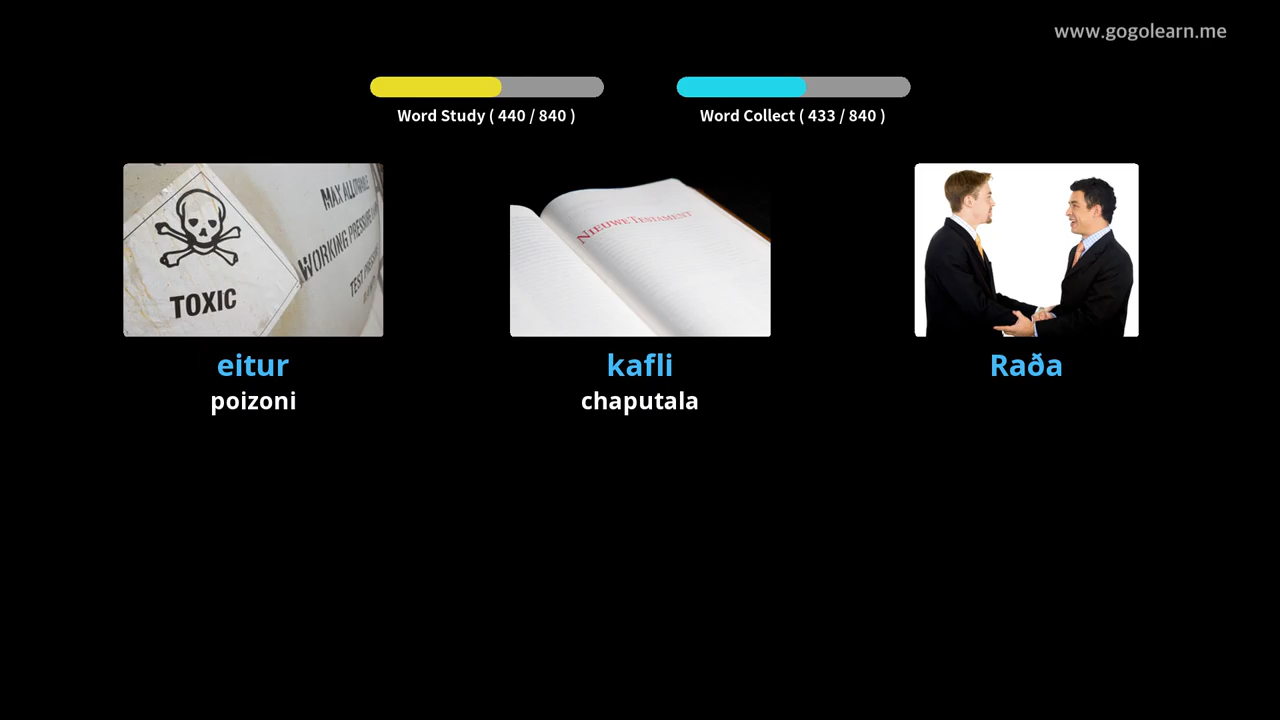 www.gogolearn.me
Word Study ( 440 / 840 )
Word Collect ( 433 / 840 )
TOXIC
MAX ALLOWABLE
WORKING PRESSURE
TEST PRESSURE
NIEUWE TESTAMENT
eitur
poizoni
kafli
chaputala
Raða